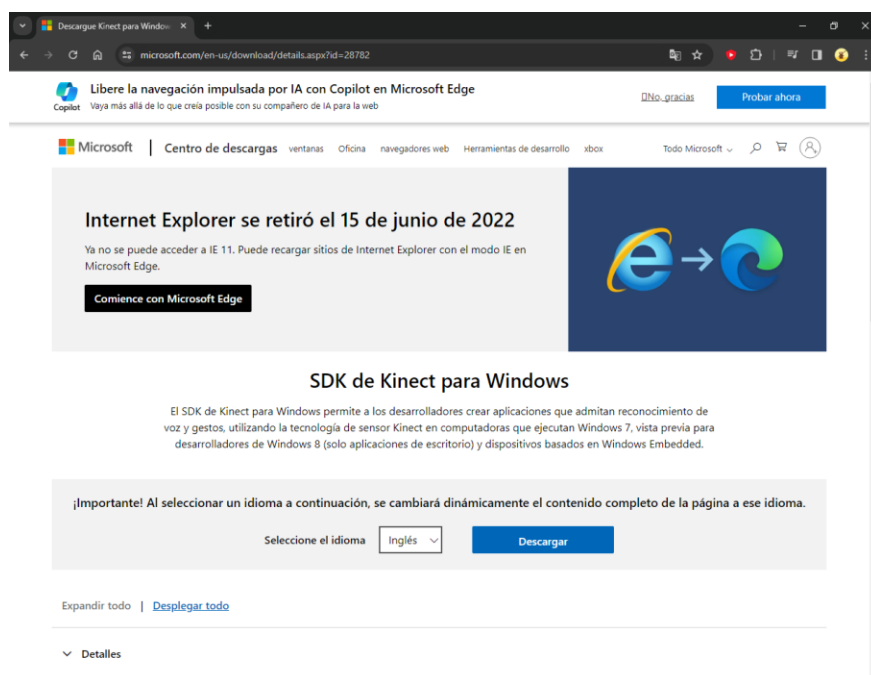 Descargue Kinect para Window
microsoft.com/en-us/download/details.aspx?id=28782
Libere la navegación impulsada por IA con Copilot en Microsoft Edge
Copilot
Vaya más allá de lo que creía posible con su compañero de IA para la web
No, gracias
Probar ahora
Microsoft | Centro de descargas ventanas Oficina navegadores web Herramientas de desarrollo xbox Todo Microsoft
Internet Explorer se retiró el 15 de junio de 2022
Ya no se puede acceder a IE 11. Puede recargar sitios de Internet Explorer con el modo IE en
Microsoft Edge.
Comience con Microsoft Edge
SDK de Kinect para Windows
El SDK de Kinect para Windows permite a los desarrolladores crear aplicaciones que admitan reconocimiento de
voz y gestos, utilizando la tecnología de sensor Kinect en computadoras que ejecutan Windows 7, vista previa para
desarrolladores de Windows 8 (solo aplicaciones de escritorio) y dispositivos basados en Windows Embedded.
¡Importante! Al seleccionar un idioma a continuación, se cambiará dinámicamente el contenido completo de la página a ese idioma.
Seleccione el idioma Inglés Descargar
Expandir todo | Desplegar todo
Detalles